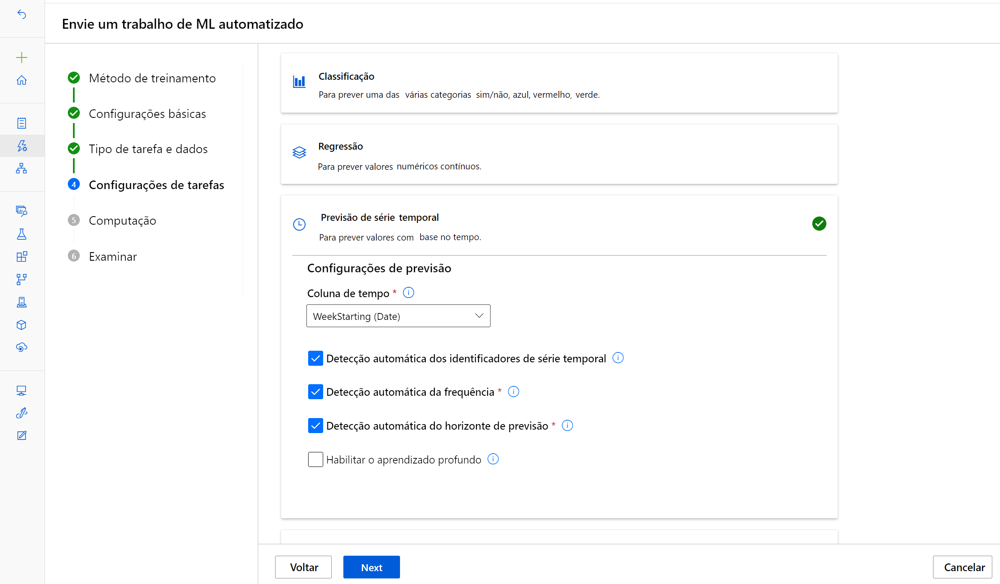 Envie um trabalho de ML automatizado
Método de treinamento
Configurações básicas
Tipo de tarefa e dados
4 Configurações de tarefas
5 Computação
6 Examinar
Classificação
Para prever uma das várias categorias sim/não, azul, vermelho, verde.
Regressão
Para prever valores numéricos contínuos.
Previsão de série temporal
Para prever valores com base no tempo.
Configurações de previsão
Coluna de tempo *
WeekStarting (Date)
Detecção automática dos identificadores de série temporal
Detecção automática da frequência *
Detecção automática do horizonte de previsão *
Habilitar o aprendizado profundo
Voltar
Next
Cancelar